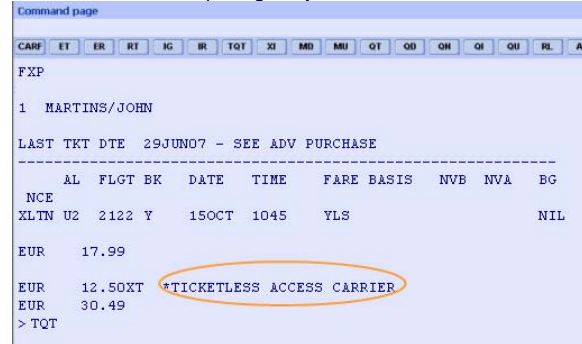 Command page
CARF ET ER RT IG IR TQT XI MD MU QT QD QN QI QU RL A
FXP
1 MARTINS/JOHN
LAST TKT DTE 29JUN07 - SEE ADV PURCHASE
------------------------------------------------------------
AL FLGT BK DATE TIME FARE BASIS NVB NVA BG
NCE
XLTN U2 2122 Y 15OCT 1045 YLS NIL
EUR 17.99
EUR 12.50XT *TICKETLESS ACCESS CARRIER
EUR 30.49
> TQT